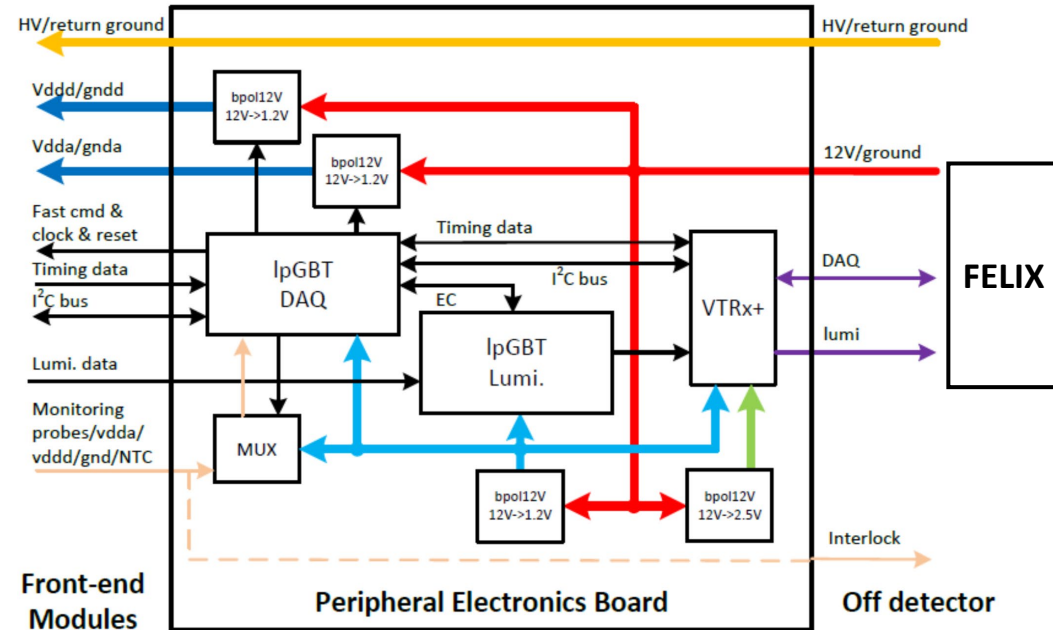 HV/return ground
HV/return ground
Vddd/gndd
bpol12V
12V->1.2V
Vdda/gnda
bpol12V
12V->1.2V
12V/ground
Fast cmd &
clock & reset
Timing data
I²C bus
lpGBT
DAQ
Timing data
I²C bus
EC
VTRx+
DAQ
lumi
FELIX
lpGBT
Lumi.
Lumi. data
Monitoring
probes/vdda/
vddd/gnd/NTC
MUX
bpol12V
12V->1.2V
bpol12V
12V->2.5V
Interlock
Front-end
Modules
Peripheral Electronics Board
Off detector